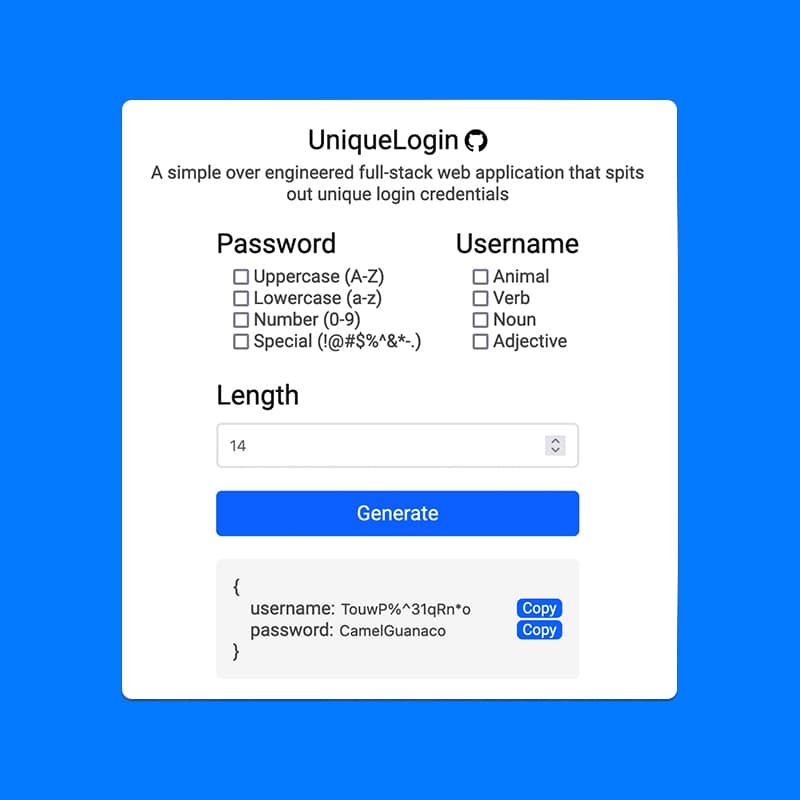 UniqueLogin
A simple over engineered full-stack web application that spits
out unique login credentials
Password
Uppercase (A-Z)
Lowercase (a-z)
Number (0-9)
Special (!@#$%^&*-.)
Username
Animal
Verb
Noun
Adjective
Length
14
Generate
{
username: TouwP%^31qRn*o Copy
password: CamelGuanaco Copy
}